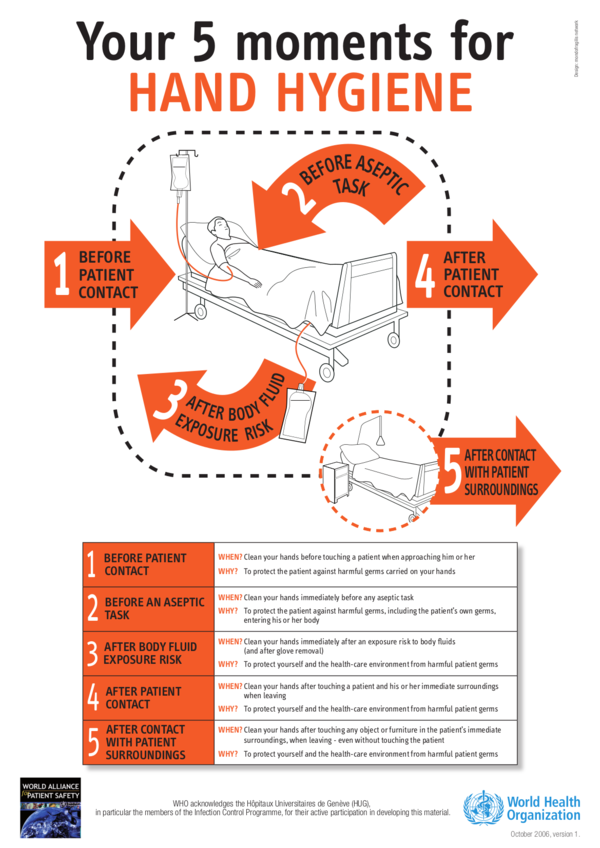 Your 5 moments for
HAND HYGIENE
Design: mondofragilis network
1 BEFORE
PATIENT
CONTACT
2 BEFORE ASEPTIC
TASK
3 AFTER BODY FLUID
EXPOSURE RISK
4 AFTER
PATIENT
CONTACT
5 AFTER CONTACT
WITH PATIENT
SURROUNDINGS
1 BEFORE PATIENT
CONTACT
WHEN? Clean your hands before touching a patient when approaching him or her
WHY? To protect the patient against harmful germs carried on your hands
2 BEFORE AN ASEPTIC
TASK
WHEN? Clean your hands immediately before any aseptic task
WHY? To protect the patient against harmful germs, including the patient's own germs,
entering his or her body
3 AFTER BODY FLUID
EXPOSURE RISK
WHEN? Clean your hands immediately after an exposure risk to body fluids
(and after glove removal)
WHY? To protect yourself and the health-care environment from harmful patient germs
4 AFTER PATIENT
CONTACT
WHEN? Clean your hands after touching a patient and his or her immediate surroundings
when leaving
WHY? To protect yourself and the health-care environment from harmful patient germs
5 AFTER CONTACT
WITH PATIENT
SURROUNDINGS
WHEN? Clean your hands after touching any object or furniture in the patient's immediate
surroundings, when leaving - even without touching the patient
WHY? To protect yourself and the health-care environment from harmful patient germs
WORLD ALLIANCE
for PATIENT SAFETY
WHO acknowledges the Hôpitaux Universitaires de Genève (HUG),
in particular the members of the Infection Control Programme, for their active participation in developing this material.
World Health
Organization
October 2006, version 1.